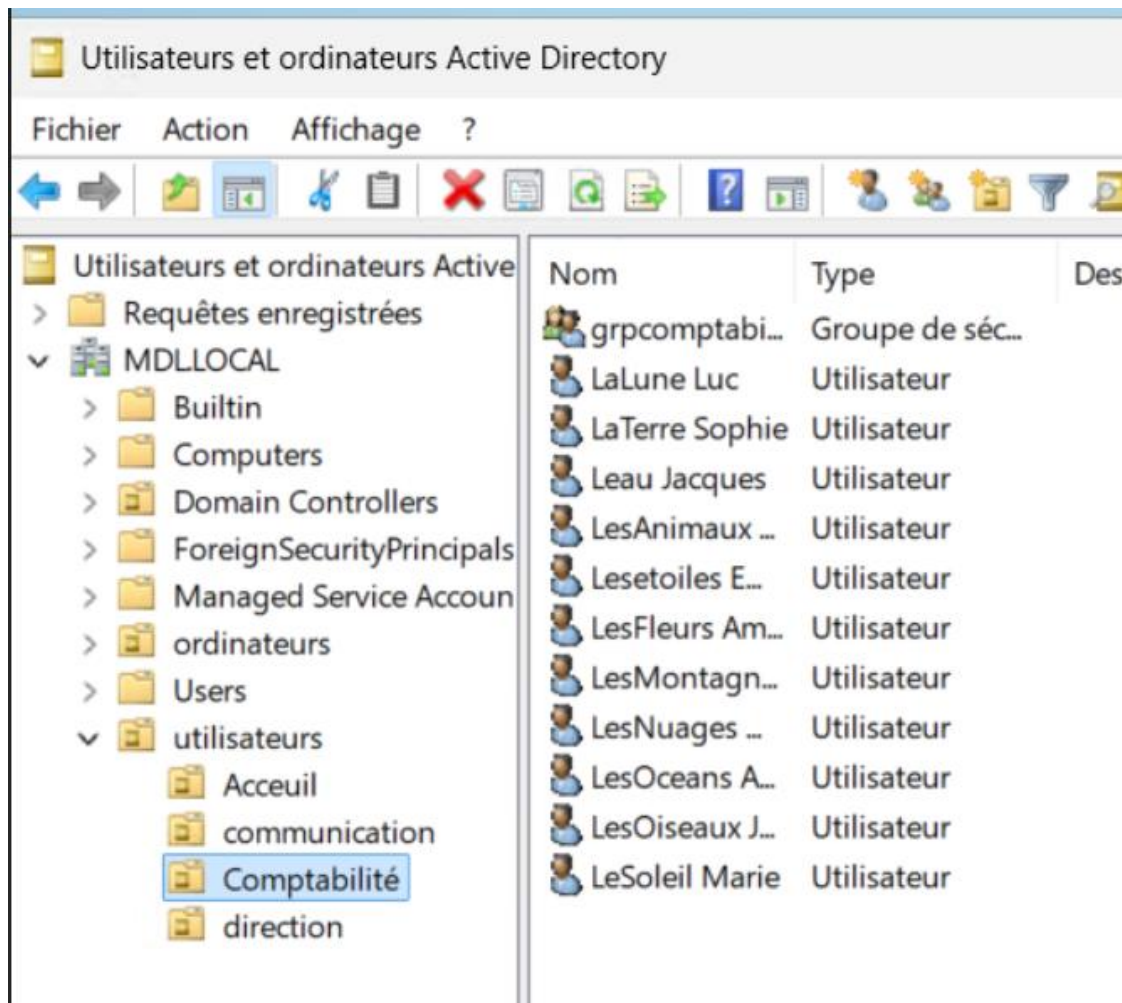 Utilisateurs et ordinateurs Active Directory
Fichier Action Affichage ?
Utilisateurs et ordinateurs Active
Requêtes enregistrées
MDLLOCAL
Builtin
Computers
Domain Controllers
ForeignSecurityPrincipals
Managed Service Accoun
ordinateurs
Users
utilisateurs
Acceuil
communication
Comptabilité
direction
Nom Type Des
grpcomptabi... Groupe de séc...
LaLune Luc Utilisateur
LaTerre Sophie Utilisateur
Leau Jacques Utilisateur
LesAnimaux ... Utilisateur
Lesetoiles E... Utilisateur
LesFleurs Am... Utilisateur
LesMontagn... Utilisateur
LesNuages ... Utilisateur
LesOceans A... Utilisateur
LesOiseaux J... Utilisateur
LeSoleil Marie Utilisateur